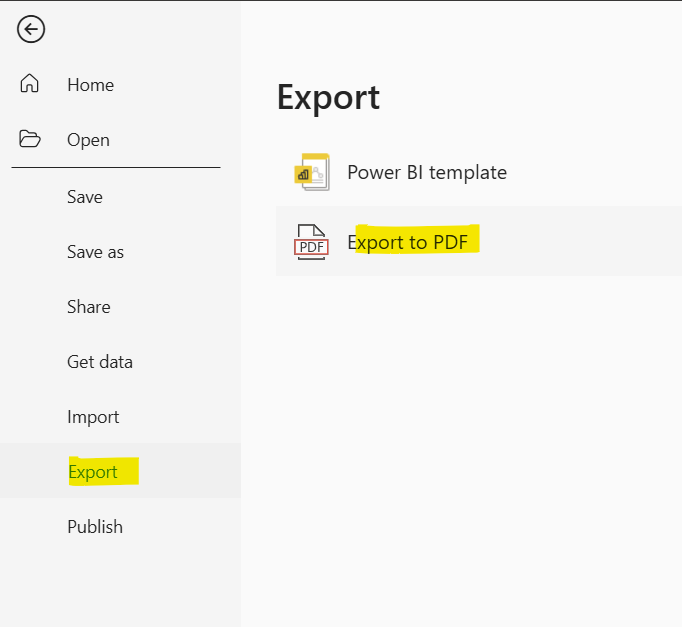 Home
Open
Save
Save as
Share
Get data
Import
Export
Publish
Export
Power BI template
PDF
Export to PDF